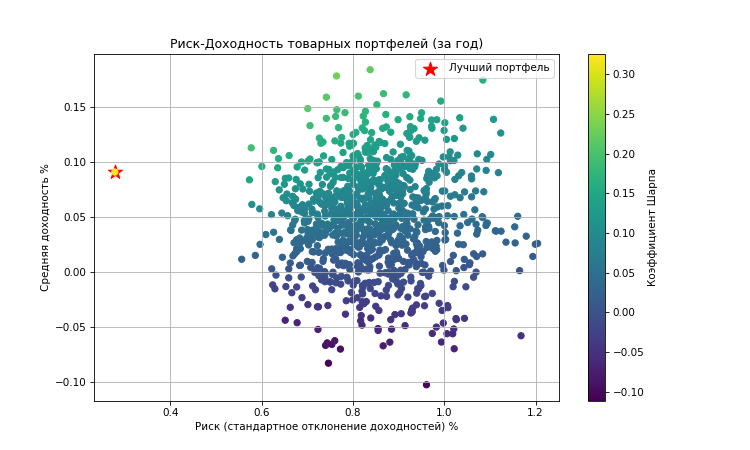 Риск-Доходность товарных портфелей (за год)
Лучший портфель
Средняя доходность %
0.15
0.10
0.05
0.00
−0.05
−0.10
0.4 0.6 0.8 1.0 1.2
Риск (стандартное отклонение доходностей) %
0.30
0.25
0.20
0.15
0.10
0.05
0.00
−0.05
−0.10
Коэффициент Шарпа